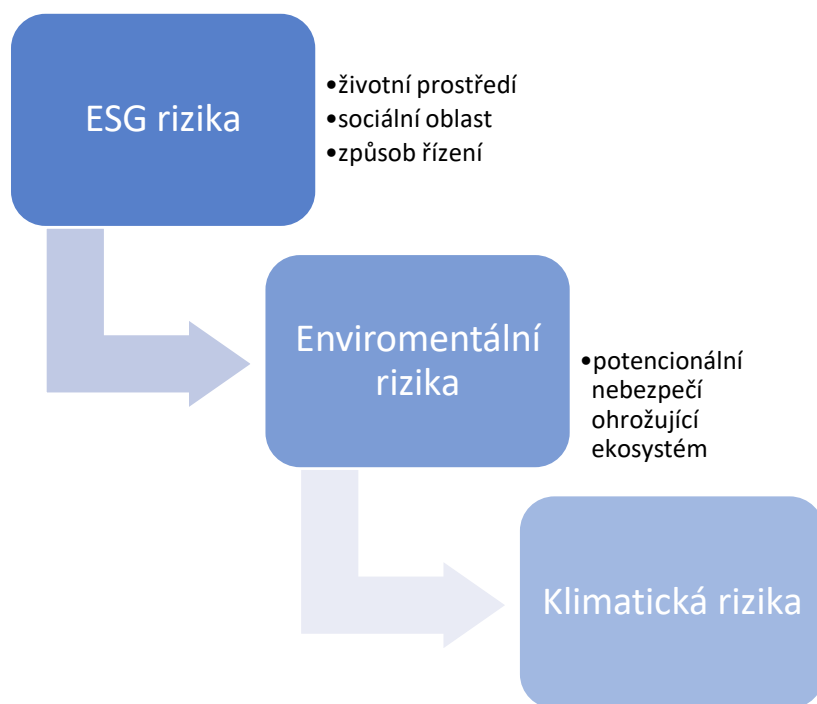 ESG rizika
•životní prostředí
•sociální oblast
•způsob řízení
Enviromentální
rizika
•potencionální
nebezpečí
ohrožující
ekosystém
Klimatická rizika